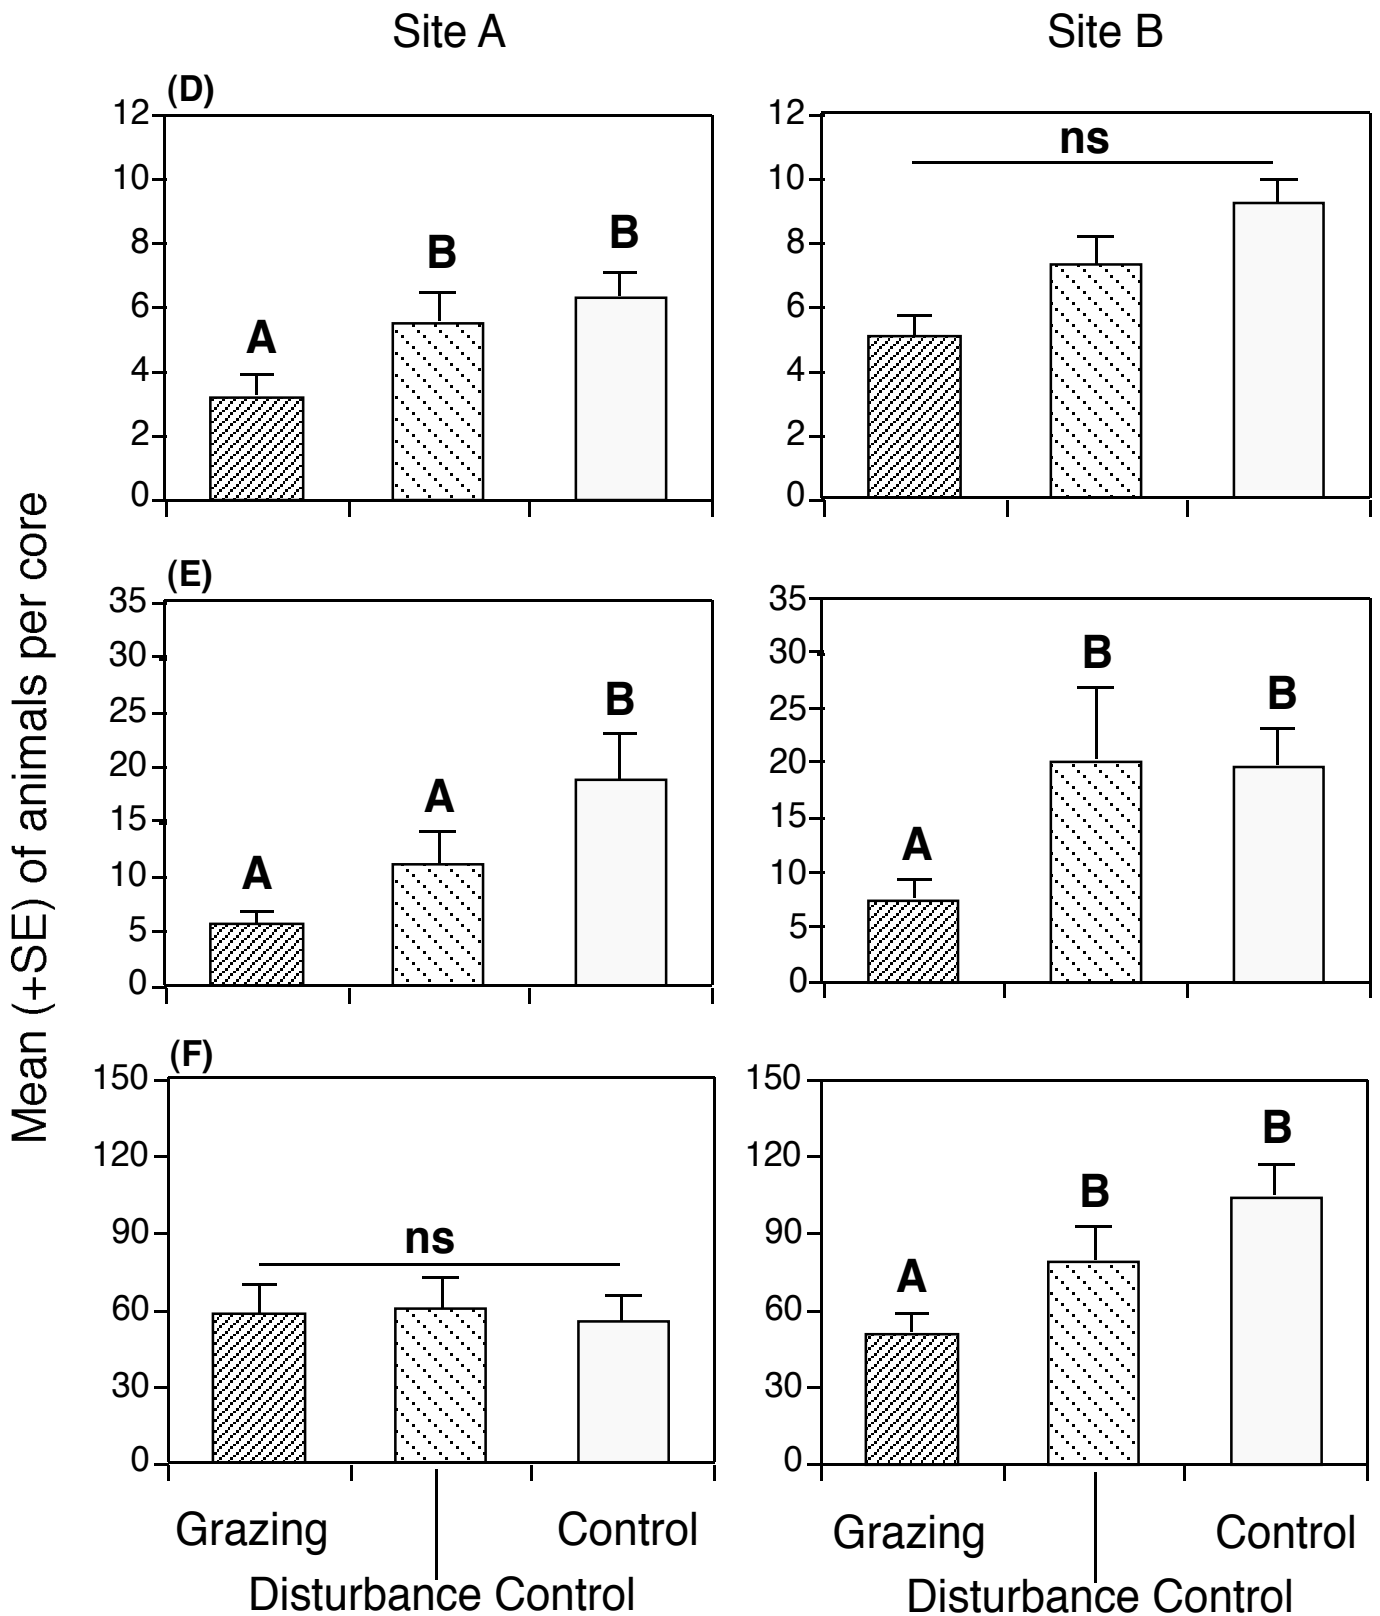 Site A
Site B
Mean (+SE) of animals per core
(D)
12
10
8
6
4
2
0
A
B
B
12
10
8
6
4
2
0
ns
(E)
35
30
25
20
15
10
5
0
A
A
B
35
30
25
20
15
10
5
0
A
B
B
(F)
150
120
90
60
30
0
ns
150
120
90
60
30
0
A
B
B
Grazing
Control
Disturbance Control
Grazing
Control
Disturbance Control